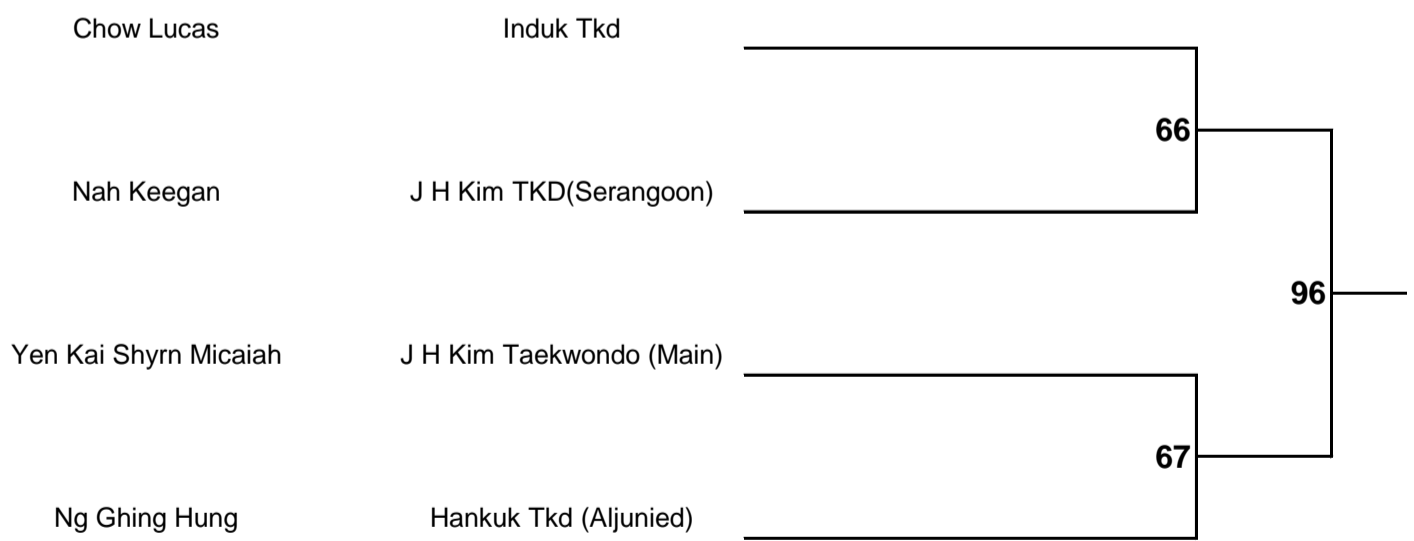 Chow Lucas Induk Tkd
66
Nah Keegan J H Kim TKD(Serangoon)
96
Yen Kai Shyrn Micaiah J H Kim Taekwondo (Main)
67
Ng Ghing Hung Hankuk Tkd (Aljunied)